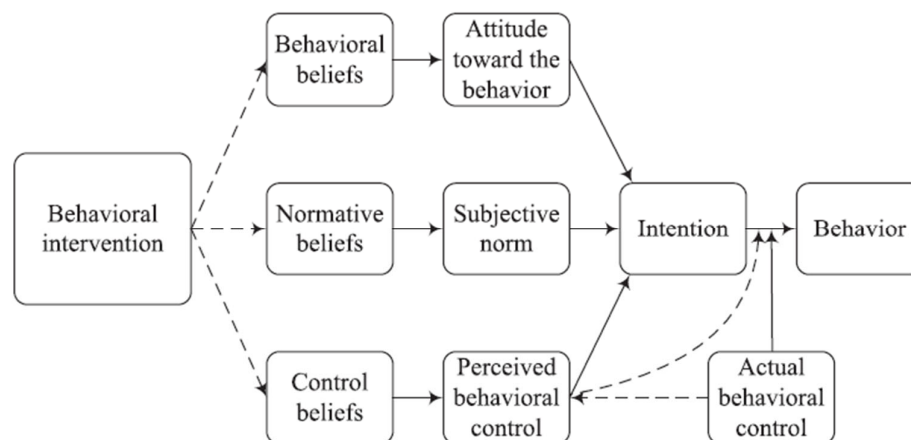 Behavioral
beliefs
Attitude
toward the
behavior
Behavioral
intervention
Normative
beliefs
Subjective
norm
Intention
Behavior
Control
beliefs
Perceived
behavioral
control
Actual
behavioral
control